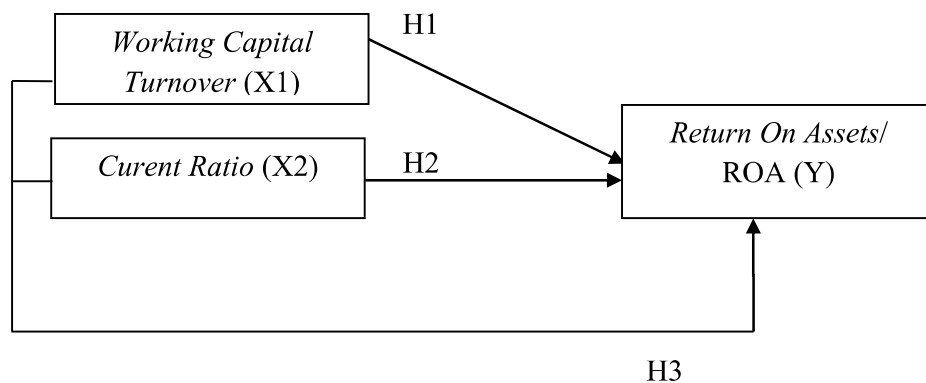 H1
Working Capital
Turnover (X1)
Return On Assets/
ROA (Y)
Curent Ratio (X2)
H2
H3